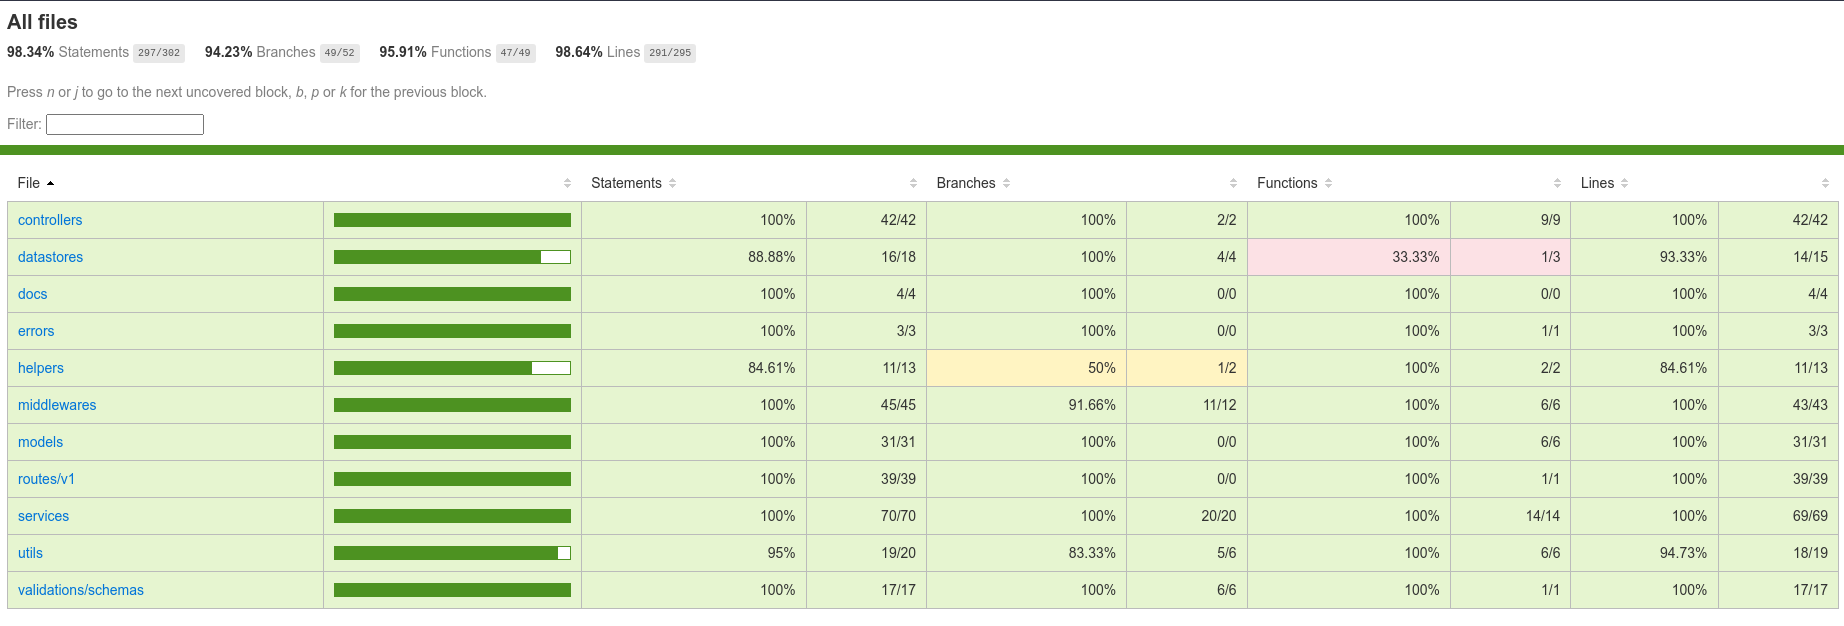 All files
98.34% Statements 297/302 94.23% Branches 49/52 95.91% Functions 47/49 98.64% Lines 291/295
Press n or j to go to the next uncovered block, b, p or k for the previous block.
Filter:
File Statements Branches Functions Lines
controllers 100% 42/42 100% 2/2 100% 9/9 100% 42/42
datastores 88.88% 16/18 100% 4/4 33.33% 1/3 93.33% 14/15
docs 100% 4/4 100% 0/0 100% 0/0 100% 4/4
errors 100% 3/3 100% 0/0 100% 1/1 100% 3/3
helpers 84.61% 11/13 50% 1/2 100% 2/2 84.61% 11/13
middlewares 100% 45/45 91.66% 11/12 100% 6/6 100% 43/43
models 100% 31/31 100% 0/0 100% 6/6 100% 31/31
routes/v1 100% 39/39 100% 0/0 100% 1/1 100% 39/39
services 100% 70/70 100% 20/20 100% 14/14 100% 69/69
utils 95% 19/20 83.33% 5/6 100% 6/6 94.73% 18/19
validations/schemas 100% 17/17 100% 6/6 100% 1/1 100% 17/17